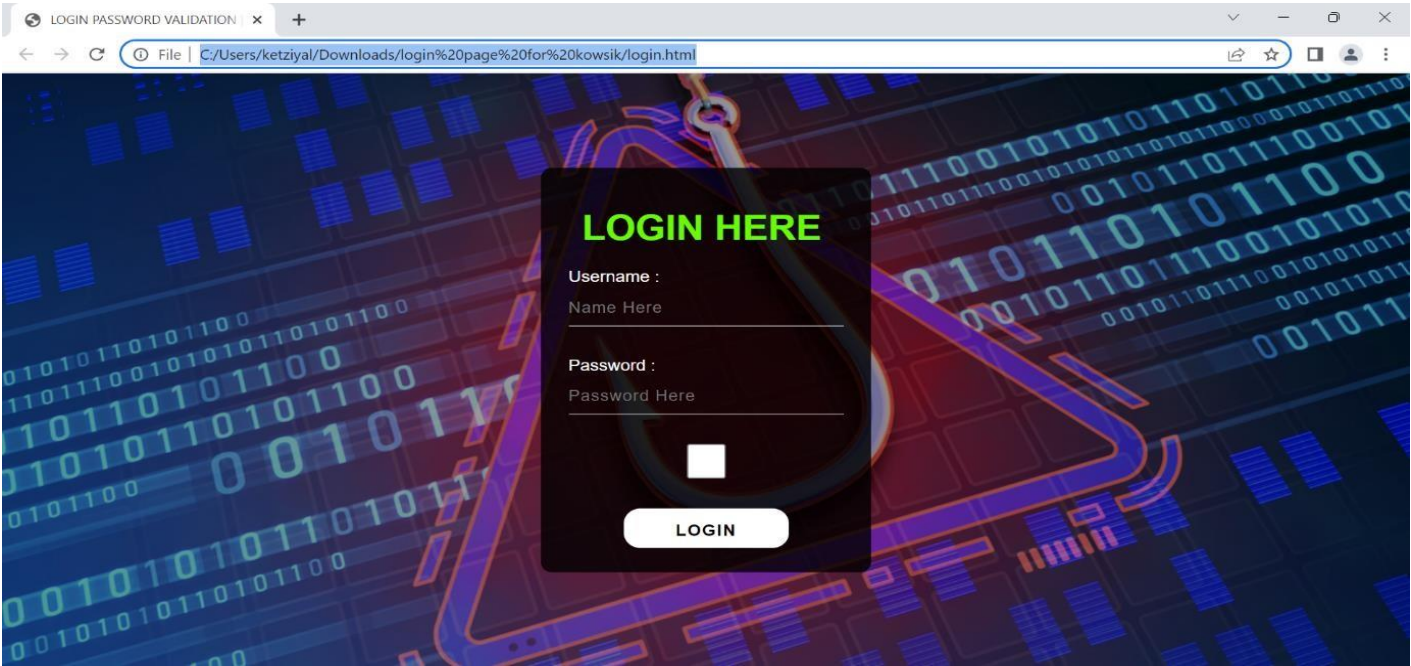 LOGIN PASSWORD VALIDATION
File | C:/Users/ketziyal/Downloads/login%20page%20for%20kowsik/login.html
LOGIN HERE
Username :
Name Here
Password :
Password Here
LOGIN